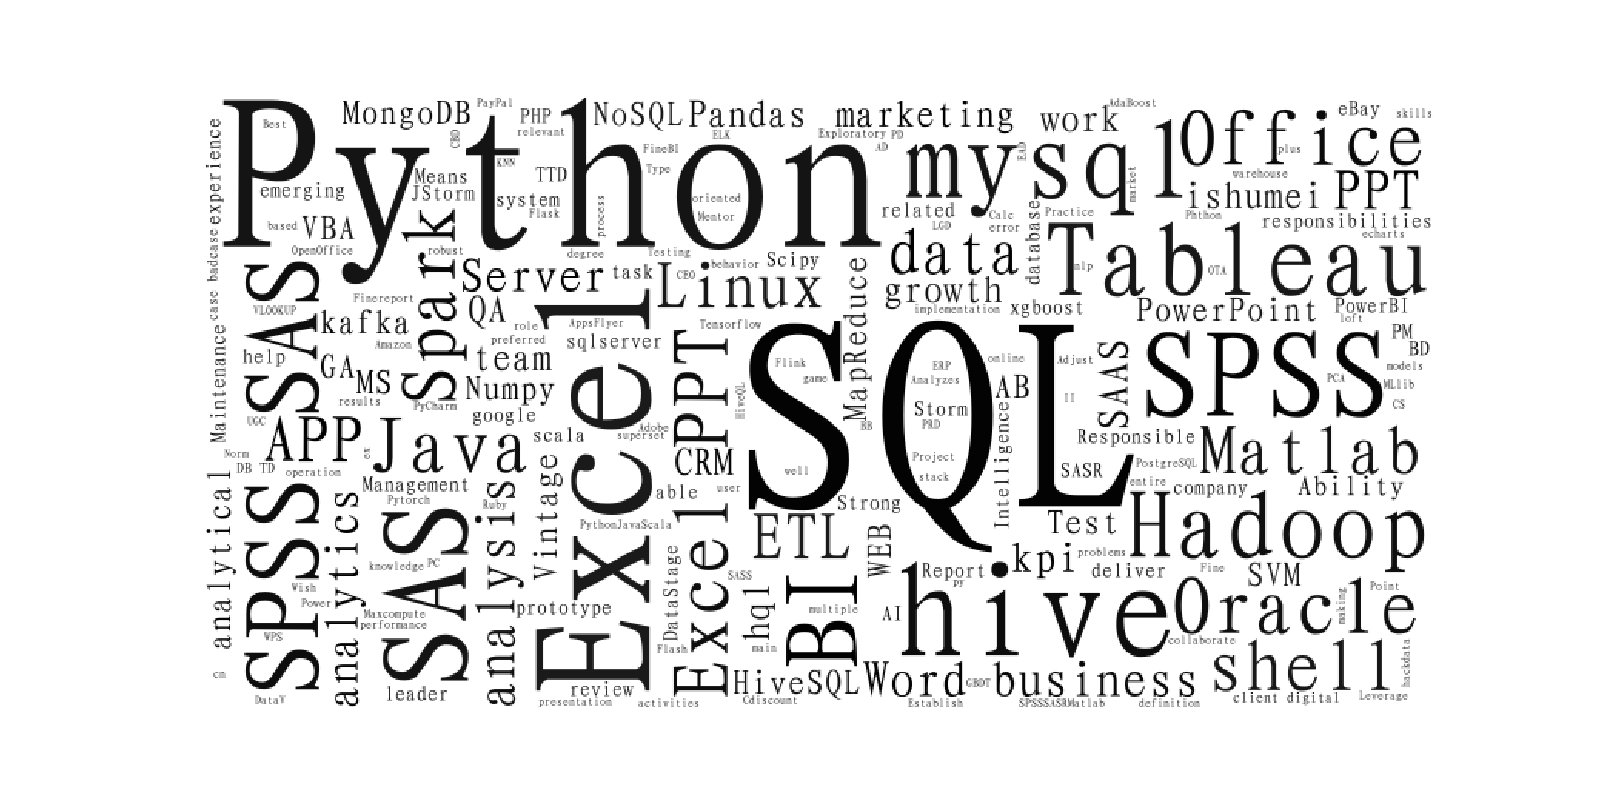 Python
SQL
Excel
mysql
Office
Tableau
SPSS
Hadoop
hive
Oracle
shell
Matlab
SAS
SAS
SPSS
Spark
Java
APP
BI
ETL
Excel
PPT
Linux
Server
data
growth
MongoDB
PayPal
PHP
relevant
NoSQL
Pandas
marketing
work
AdaBoost
eBay
skills
Best
CBO
KNN
ELK
Exploratory
PD
AD
EAD
plus
warehouse
market
ishumei
PPT
Phthon
responsibilities
echarts
experience
badcase
case
Maintenance
emerging
based
VBA
OpenOffice
Means
JStorm
TTD
system
Flask
FineBI
Type
oriented
Mentor
process
degree
Testing
robust
related
LGD
Calc
error
Practice
database
nlp
OTA
task
CEO
behavior
Scipy
MapReduce
implementation
xgboost
PowerPoint
PowerBI
loft
PM
BD
models
MLlib
CS
PCA
VLOOKUP
Finereport
kafka
Amazon
help
GA
MS
results
PyCharm
UGC
QA
role
preferred
team
Numpy
google
AppsFlyer
sqlserver
Tensorflow
HiveQL
Flink
game
well
ERP
Analyzes
Storm
PRD
Project
stack
online
AB
Adjust
II
SAAS
Intelligence
Responsible
SASR
PostgreSQL
entire
company
Ability
Norm
DB
TD
operation
cx
Management
Pytorch
scala
Adobe
superset
CRM
able
user
BB
Strong
Vintage
Ruby
PythonJavaScala
analytical
analytics
analysis
knowledge
PC
Wish
Power
WPS
Maxcompute
performance
prototype
DataStage
Flash
SASS
hql
main
multiple
WEB
AI
Report
pr
kpi
Test
problems
deliver
Fine
SVM
Point
making
collaborate
hackdata
cn
DataV
leader
review
presentation
activities
HiveSQL
Cdiscount
Word
GBDT
Establish
business
SPSSSASRMatlab
definition
client
digital
Leverage